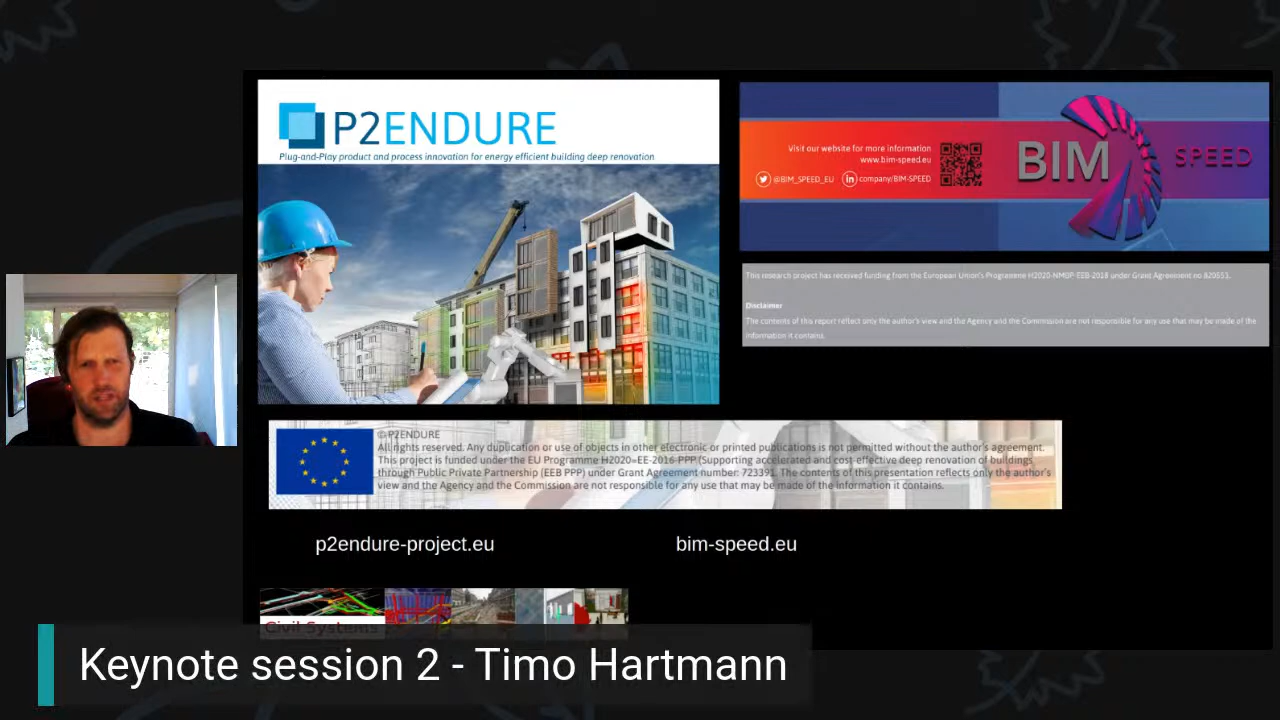 P2ENDURE
Plug-and-Play product and process innovation for energy efficient building deep renovation
Visit our website for more information
www.bim-speed.eu
@BIM_SPEED_EU company/BIM-SPEED
BIM SPEED
This research project has received funding from the European Union's Programme H2020-NMBP-EEB-2018 under Grant Agreement no 820553.
Disclaimer
The contents of this report reflect only the author's view and the Agency and the Commission are not responsible for any use that may be made of the
information it contains.
© P2ENDURE
All rights reserved. Any duplication or use of objects in other electronic or printed publications is not permitted without the author's agreement.
This project is funded under the EU Programme H2020-EE-2016-PPP (Supporting accelerated and cost-effective deep renovation of buildings
through Public Private Partnership (EEB PPP) under Grant Agreement number: 723391. The contents of this presentation reflects only the author's
view and the Agency and the Commission are not responsible for any use that may be made of the information it contains.
p2endure-project.eu
bim-speed.eu
Civil Systems
Keynote session 2 - Timo Hartmann